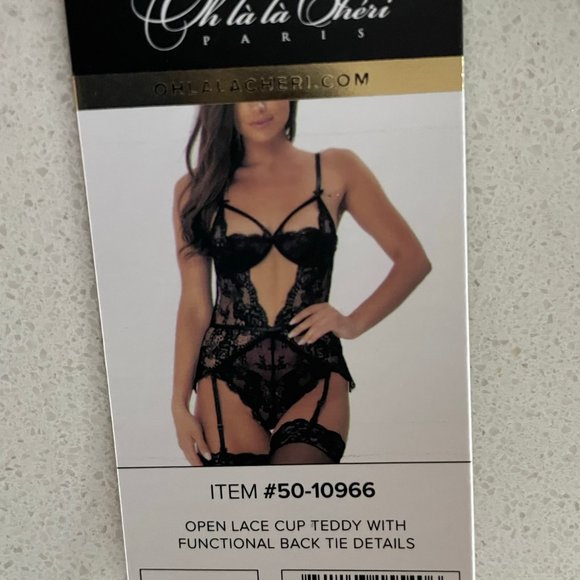 Oh là là Chéri
PARIS
OHLALACHERI.COM
ITEM #50-10966
OPEN LACE CUP TEDDY WITH
FUNCTIONAL BACK TIE DETAILS